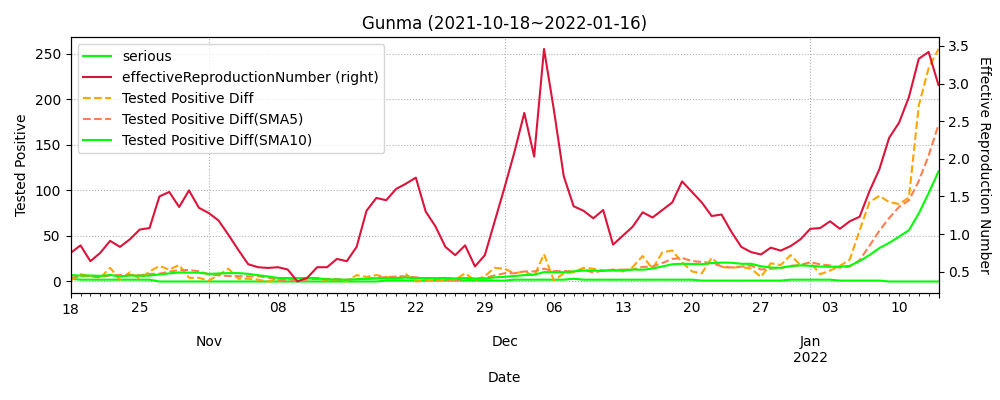 Gunma (2021-10-18~2022-01-16)
serious
effectiveReproductionNumber (right)
Tested Positive Diff
Tested Positive Diff(SMA5)
Tested Positive Diff(SMA10)
Tested Positive
250
200
150
100
50
0
Effective Reproduction Number
3.5
3.0
2.5
2.0
1.5
1.0
0.5
18 25 08 15 22 29 06 13 20 27 03 10
Nov Dec Jan
2022
Date